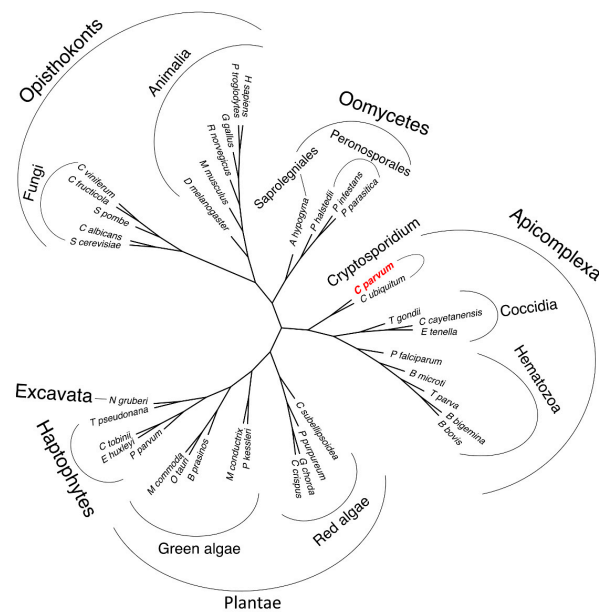 Opisthokonts
Animalia
H sapiens
P troglodytes
G gallus
R norvegicus
M musculus
D melanogaster
Fungi
C viniferum
C fructicola
S pombe
C albicans
S cerevisiae
Oomycetes
Saprolegniales
Peronosporales
A hypogyna
P halstedii
P infestans
P parasitica
Apicomplexa
Cryptosporidium
C parvum
C ubiquitum
Coccidia
T gondii
C cayetanensis
E tenella
Hematozoa
P falciparum
B microti
T parva
B bigemina
B bovis
Excavata
N gruberi
T pseudonana
Haptophytes
C tobinii
E huxleyi
P parvum
M commoda
O tauri
B prasinos
M conductrix
P kessleri
Green algae
C subellipsoidea
P purpureum
G chorda
C crispus
Red algae
Plantae